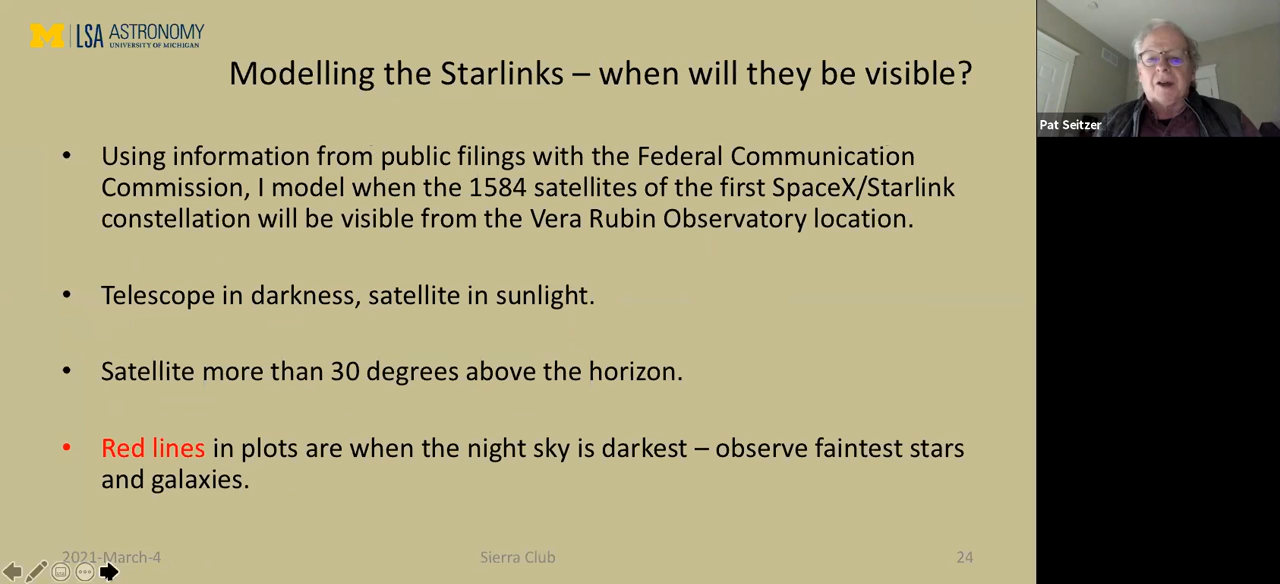 M | LSA ASTRONOMY
UNIVERSITY OF MICHIGAN
Modelling the Starlinks – when will they be visible?
• Using information from public filings with the Federal Communication
Commission, I model when the 1584 satellites of the first SpaceX/Starlink
constellation will be visible from the Vera Rubin Observatory location.
• Telescope in darkness, satellite in sunlight.
• Satellite more than 30 degrees above the horizon.
• Red lines in plots are when the night sky is darkest – observe faintest stars
and galaxies.
2021-March-4
Sierra Club
24
Pat Seitzer